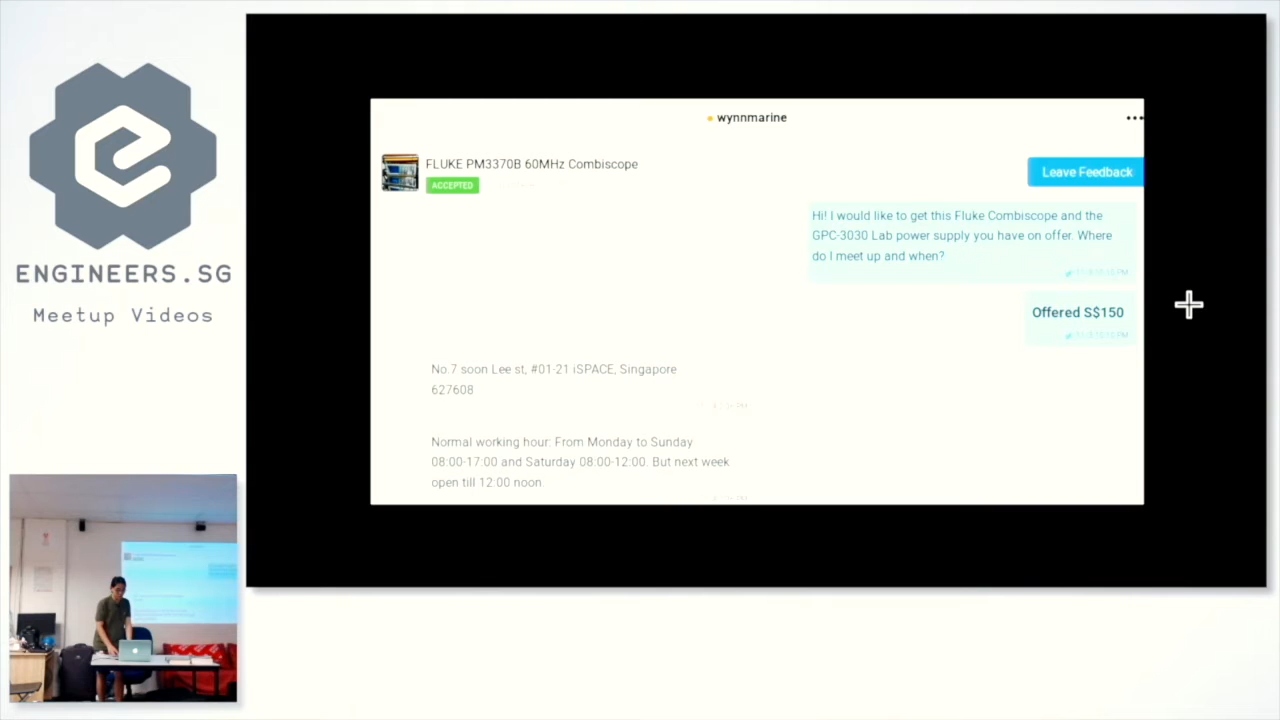 ENGINEERS.SG
Meetup Videos
wynnmarine
FLUKE PM3370B 60MHz Combiscope
ACCEPTED
Leave Feedback
Hi! I would like to get this Fluke Combiscope and the
GPC-3030 Lab power supply you have on offer. Where
do I meet up and when?
Offered S$150
No.7 soon Lee st, #01-21 iSPACE, Singapore
627608
Normal working hour: From Monday to Sunday
08:00-17:00 and Saturday 08:00-12:00. But next week
open till 12:00 noon.